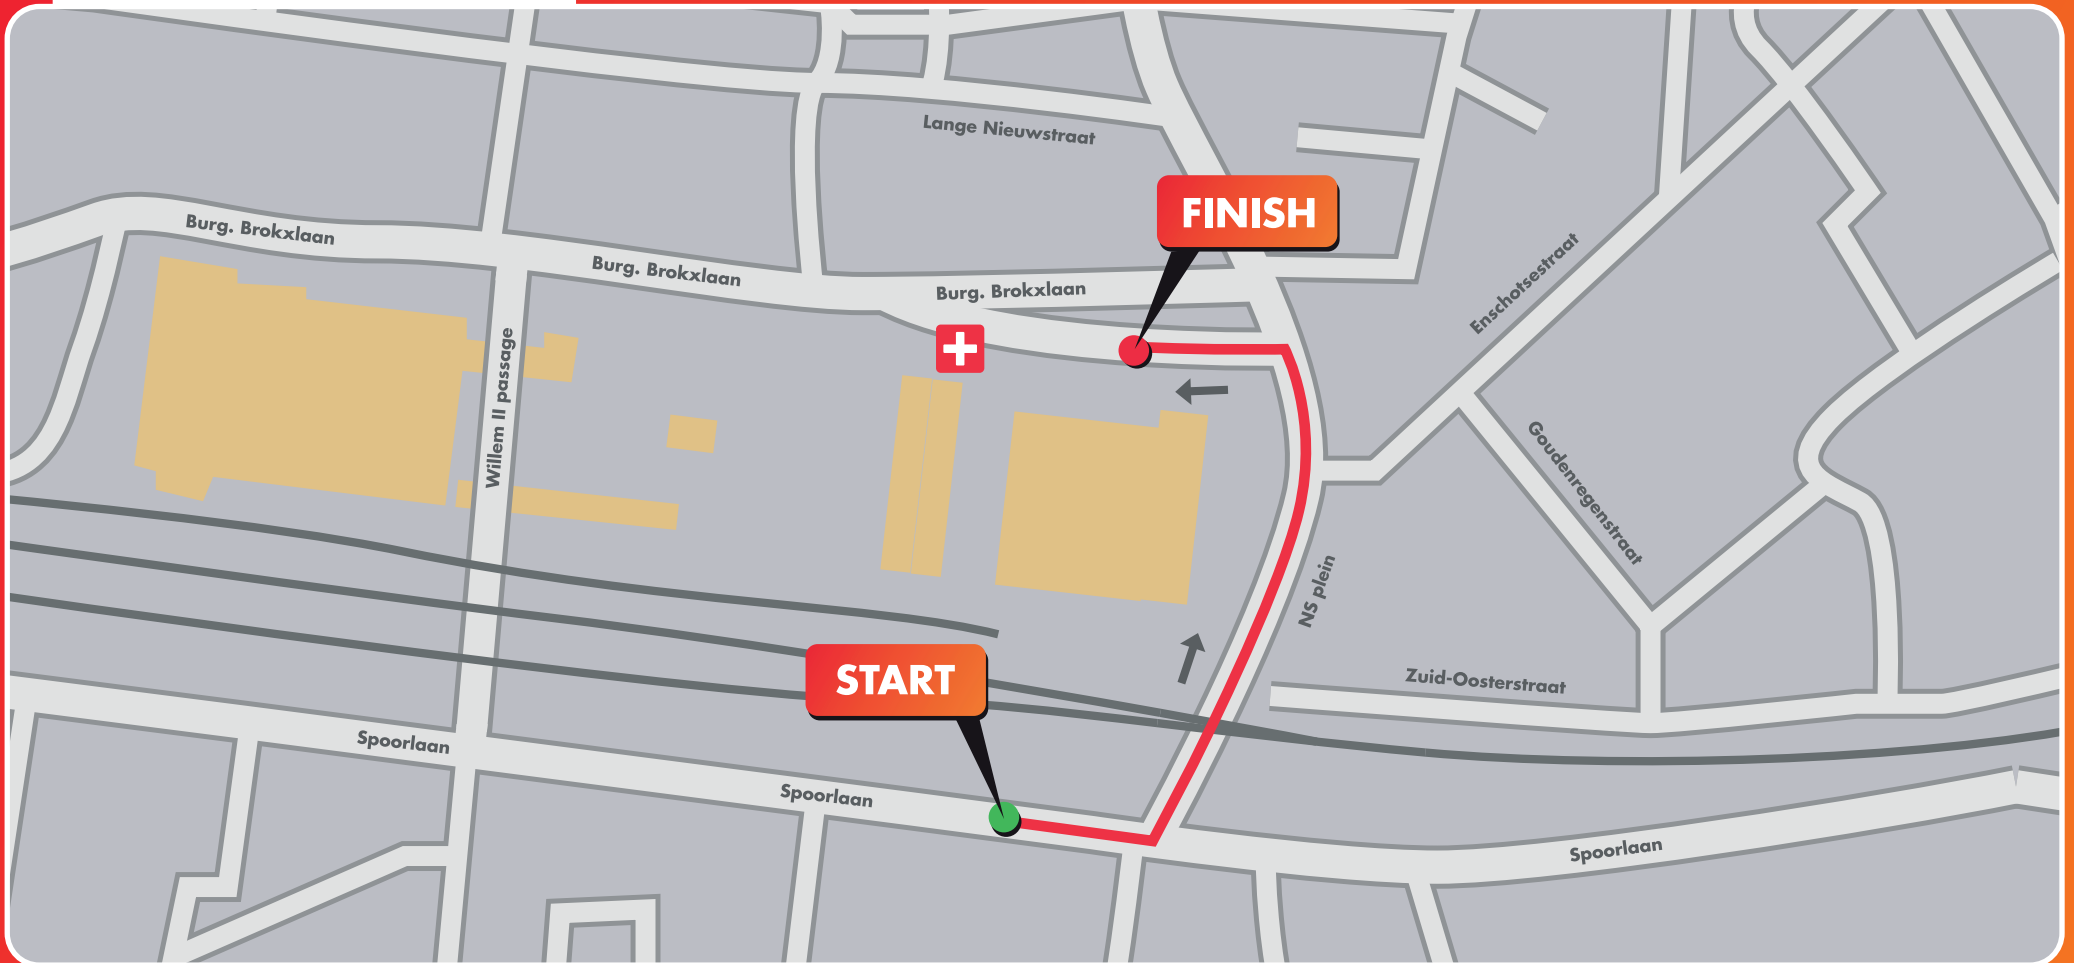 Lange Nieuwstraat
FINISH
Burg. Brokxlaan
Burg. Brokxlaan
Burg. Brokxlaan
Enschotsestraat
Willem II passage
Goudenregenstraat
NS plein
START
Zuid-Oosterstraat
Spoorlaan
Spoorlaan
Spoorlaan